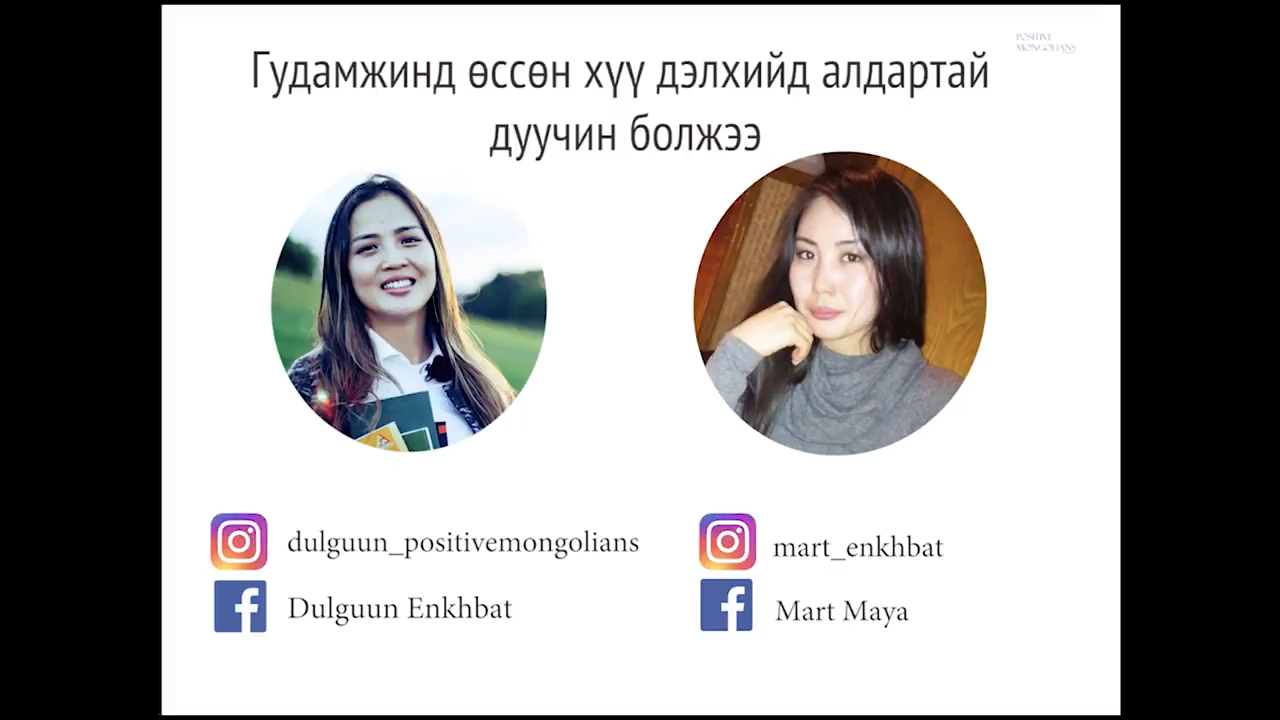 POSITIVE
MONGOLIANS
Гудамжинд өссөн хүү дэлхийд алдартай
дуучин болжээ
dulguun_positivemongolians
Dulguun Enkhbat
mart_enkhbat
Mart Maya